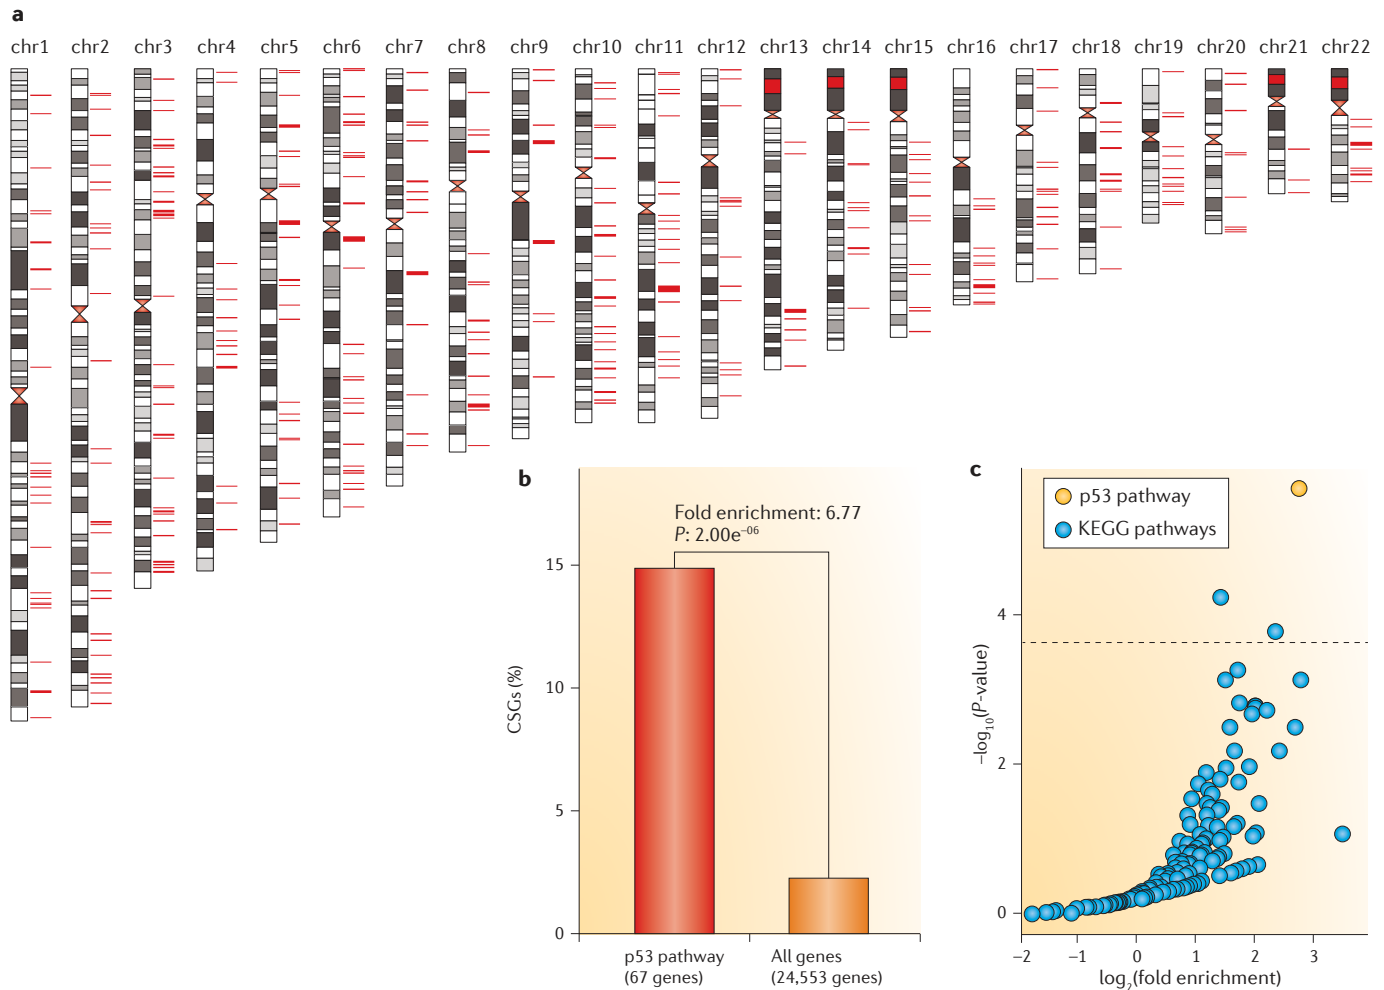 a
chr1 chr2 chr3 chr4 chr5 chr6 chr7 chr8 chr9 chr10 chr11 chr12 chr13 chr14 chr15 chr16 chr17 chr18 chr19 chr20 chr21 chr22
b
Fold enrichment: 6.77
P: 2.00e⁻⁰⁶
CSGs (%)
15
10
5
0
p53 pathway
(67 genes)
All genes
(24,553 genes)
c
p53 pathway
KEGG pathways
–log₁₀(P-value)
4
2
0
–2 –1 0 1 2 3
log₂(fold enrichment)